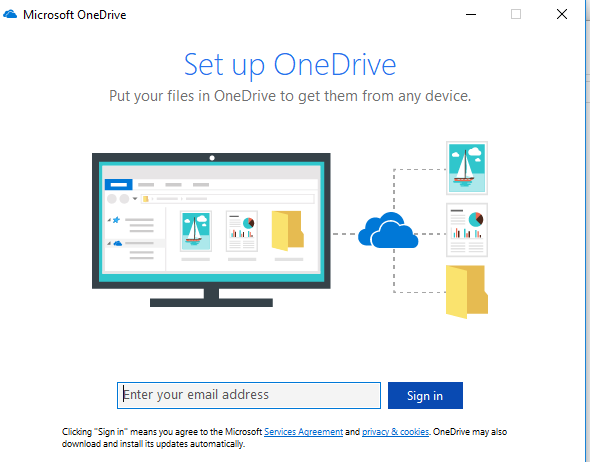 Microsoft OneDrive
Set up OneDrive
Put your files in OneDrive to get them from any device.
Enter your email address
Sign in
Clicking "Sign in" means you agree to the Microsoft Services Agreement and privacy & cookies. OneDrive may also
download and install its updates automatically.